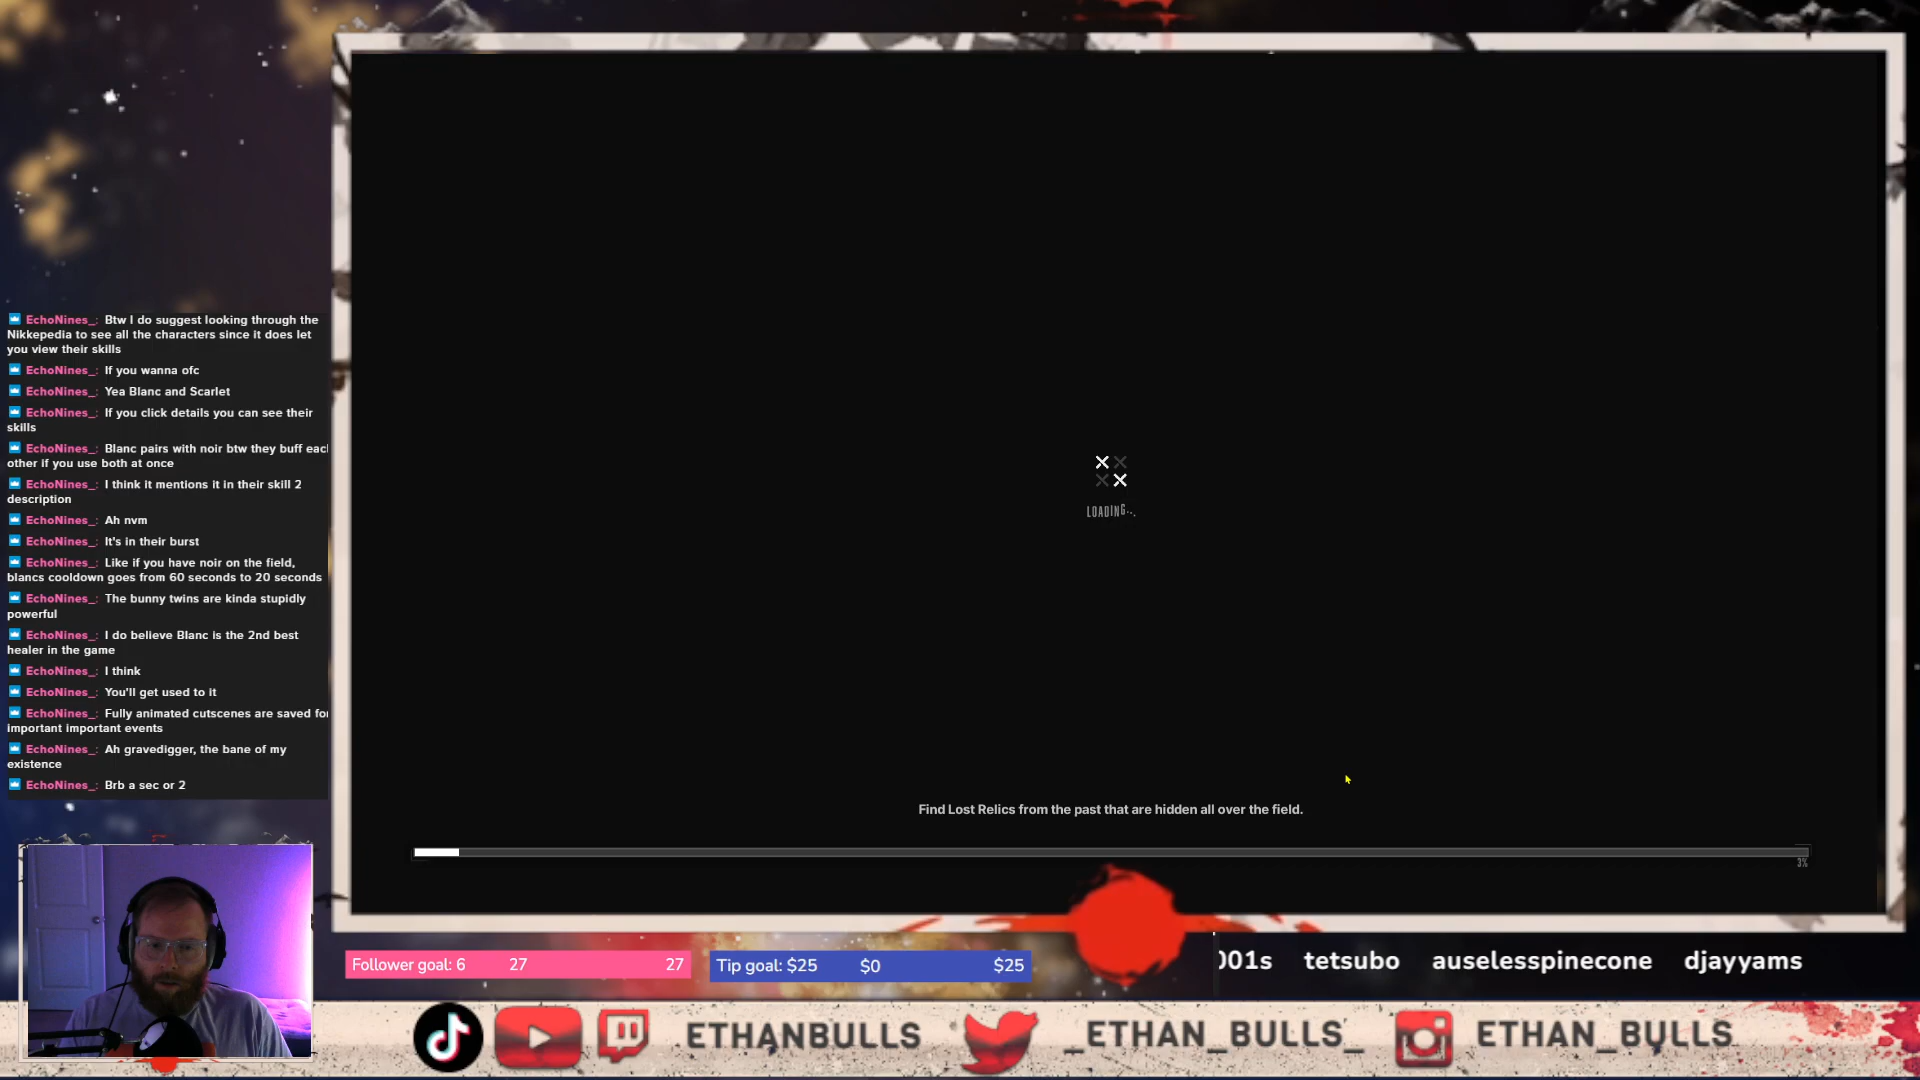 EchoNines_: Btw I do suggest looking through the
Nikkepedia to see all the characters since it does let
you view their skills
EchoNines_: If you wanna ofc
EchoNines_: Yea Blanc and Scarlet
EchoNines_: If you click details you can see their
skills
EchoNines_: Blanc pairs with noir btw they buff each
other if you use both at once
EchoNines_: I think it mentions it in their skill 2
description
EchoNines_: Ah nvm
EchoNines_: It's in their burst
EchoNines_: Like if you have noir on the field,
blancs cooldown goes from 60 seconds to 20 seconds
EchoNines_: The bunny twins are kinda stupidly
powerful
EchoNines_: I do believe Blanc is the 2nd best
healer in the game
EchoNines_: I think
EchoNines_: You'll get used to it
EchoNines_: Fully animated cutscenes are saved for
important important events
EchoNines_: Ah gravedigger, the bane of my
existence
EchoNines_: Brb a sec or 2
LOADING...
Find Lost Relics from the past that are hidden all over the field.
3%
Follower goal: 6 27 27
Tip goal: $25 $0 $25
001s tetsubo auselesspinecone djayyams
ETHANBULLS
_ETHAN_BULLS_
ETHAN_BULLS